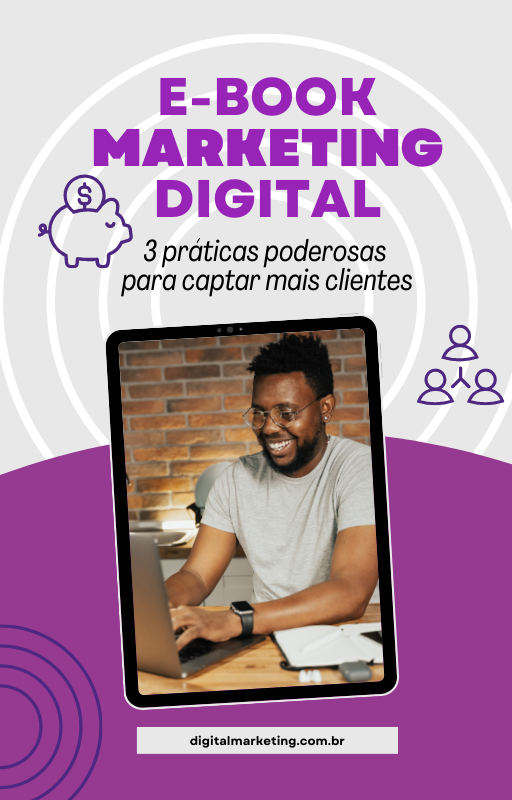 E-BOOK
MARKETING
DIGITAL
$
3 práticas poderosas
para captar mais clientes
digitalmarketing.com.br